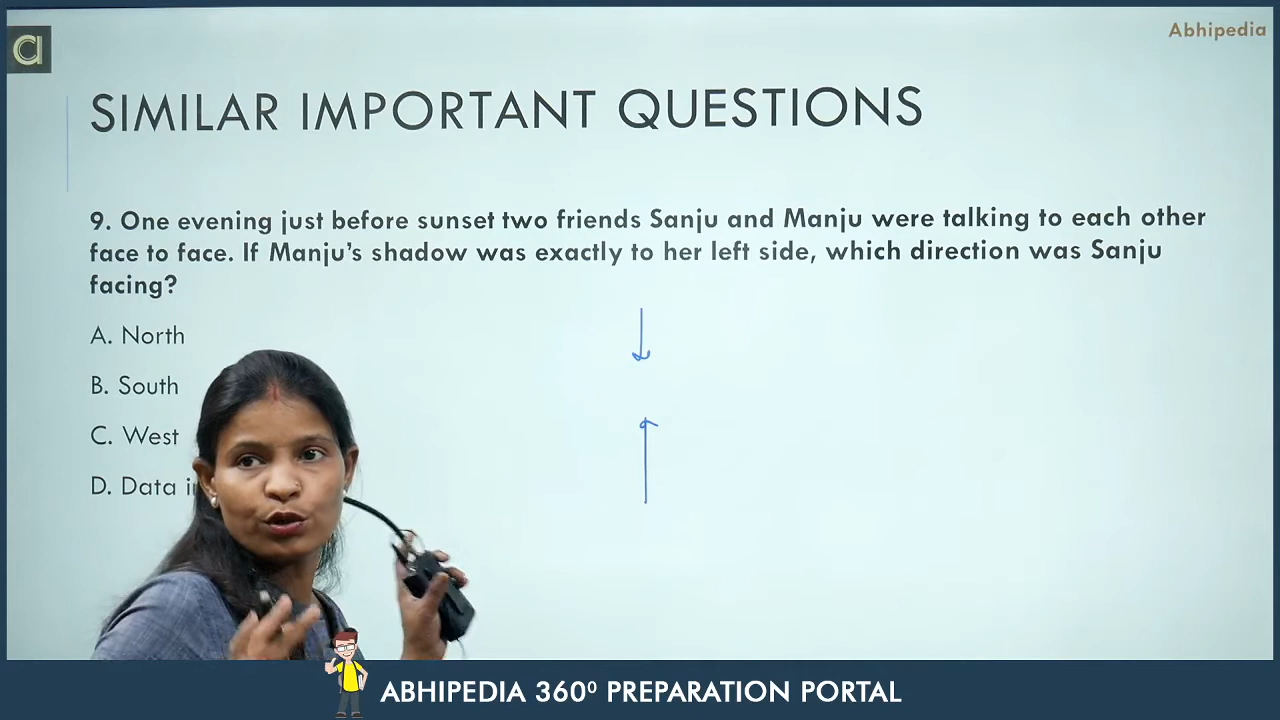 Abhipedia
a
SIMILAR IMPORTANT QUESTIONS
9. One evening just before sunset two friends Sanju and Manju were talking to each other
face to face. If Manju’s shadow was exactly to her left side, which direction was Sanju
facing?
A. North
B. South
C. West
D. Data
ABHIPEDIA 360⁰ PREPARATION PORTAL